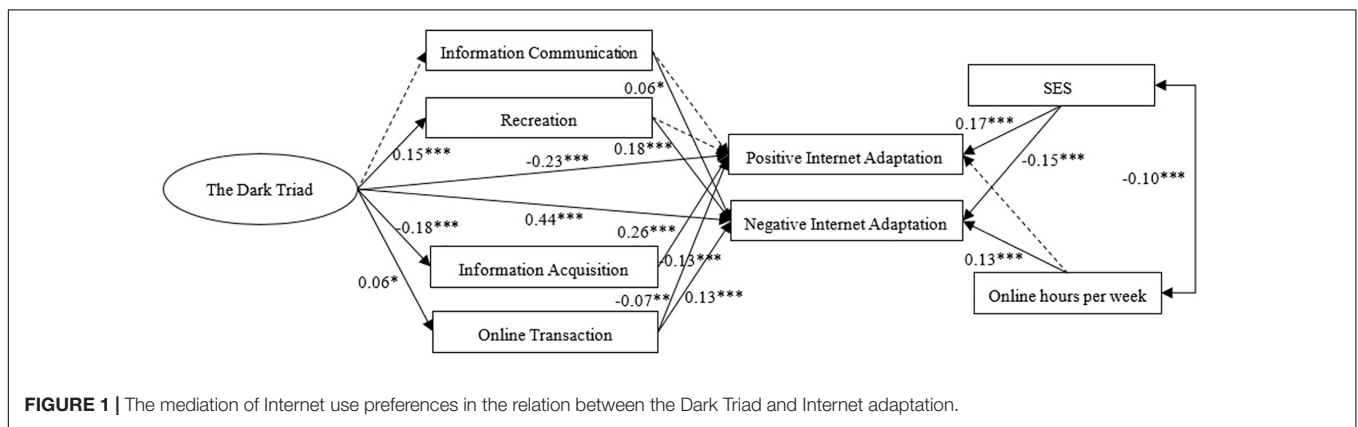 Information Communication
0.06*
SES
Recreation
0.17***
0.15***
0.18***
-0.23***
Positive Internet Adaptation
-0.15***
-0.10***
The Dark Triad
0.44***
Negative Internet Adaptation
-0.18***
0.26***
-0.13***
0.13***
Information Acquisition
0.06*
-0.07**
0.13***
Online hours per week
Online Transaction
FIGURE 1 | The mediation of Internet use preferences in the relation between the Dark Triad and Internet adaptation.